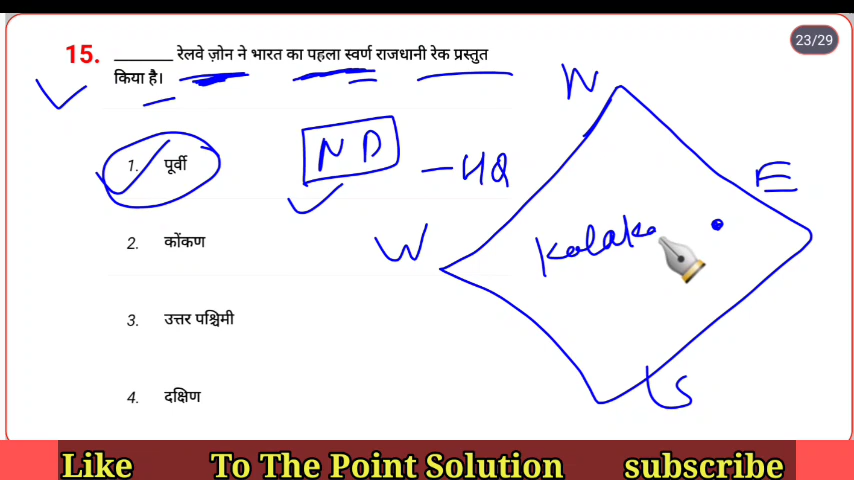 23/29
15. ________ रेलवे ज़ोन ने भारत का पहला स्वर्ण राजधानी रेक प्रस्तुत
किया है।
1. पूर्वी
2. कोंकण
3. उत्तर पश्चिमी
4. दक्षिण
N D
- HQ
N
E
W
S
Kolaka
Like To The Point Solution subscribe